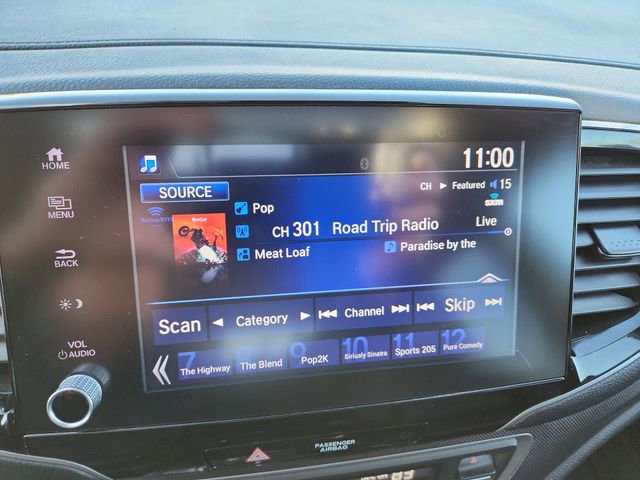 11:00
HOME
SOURCE
CH ► Featured 15
SiriusXM
Pop
sxm
MENU
CH 301 Road Trip Radio
Live
Meat Loaf
Paradise by the
BACK
Scan
Category
Channel
Skip
VOL
AUDIO
7 The Highway
8 The Blend
9 Pop2K
10 Siriusly Sinatra
11 Sports 205
12 Pure Comedy
PASSENGER
AIRBAG